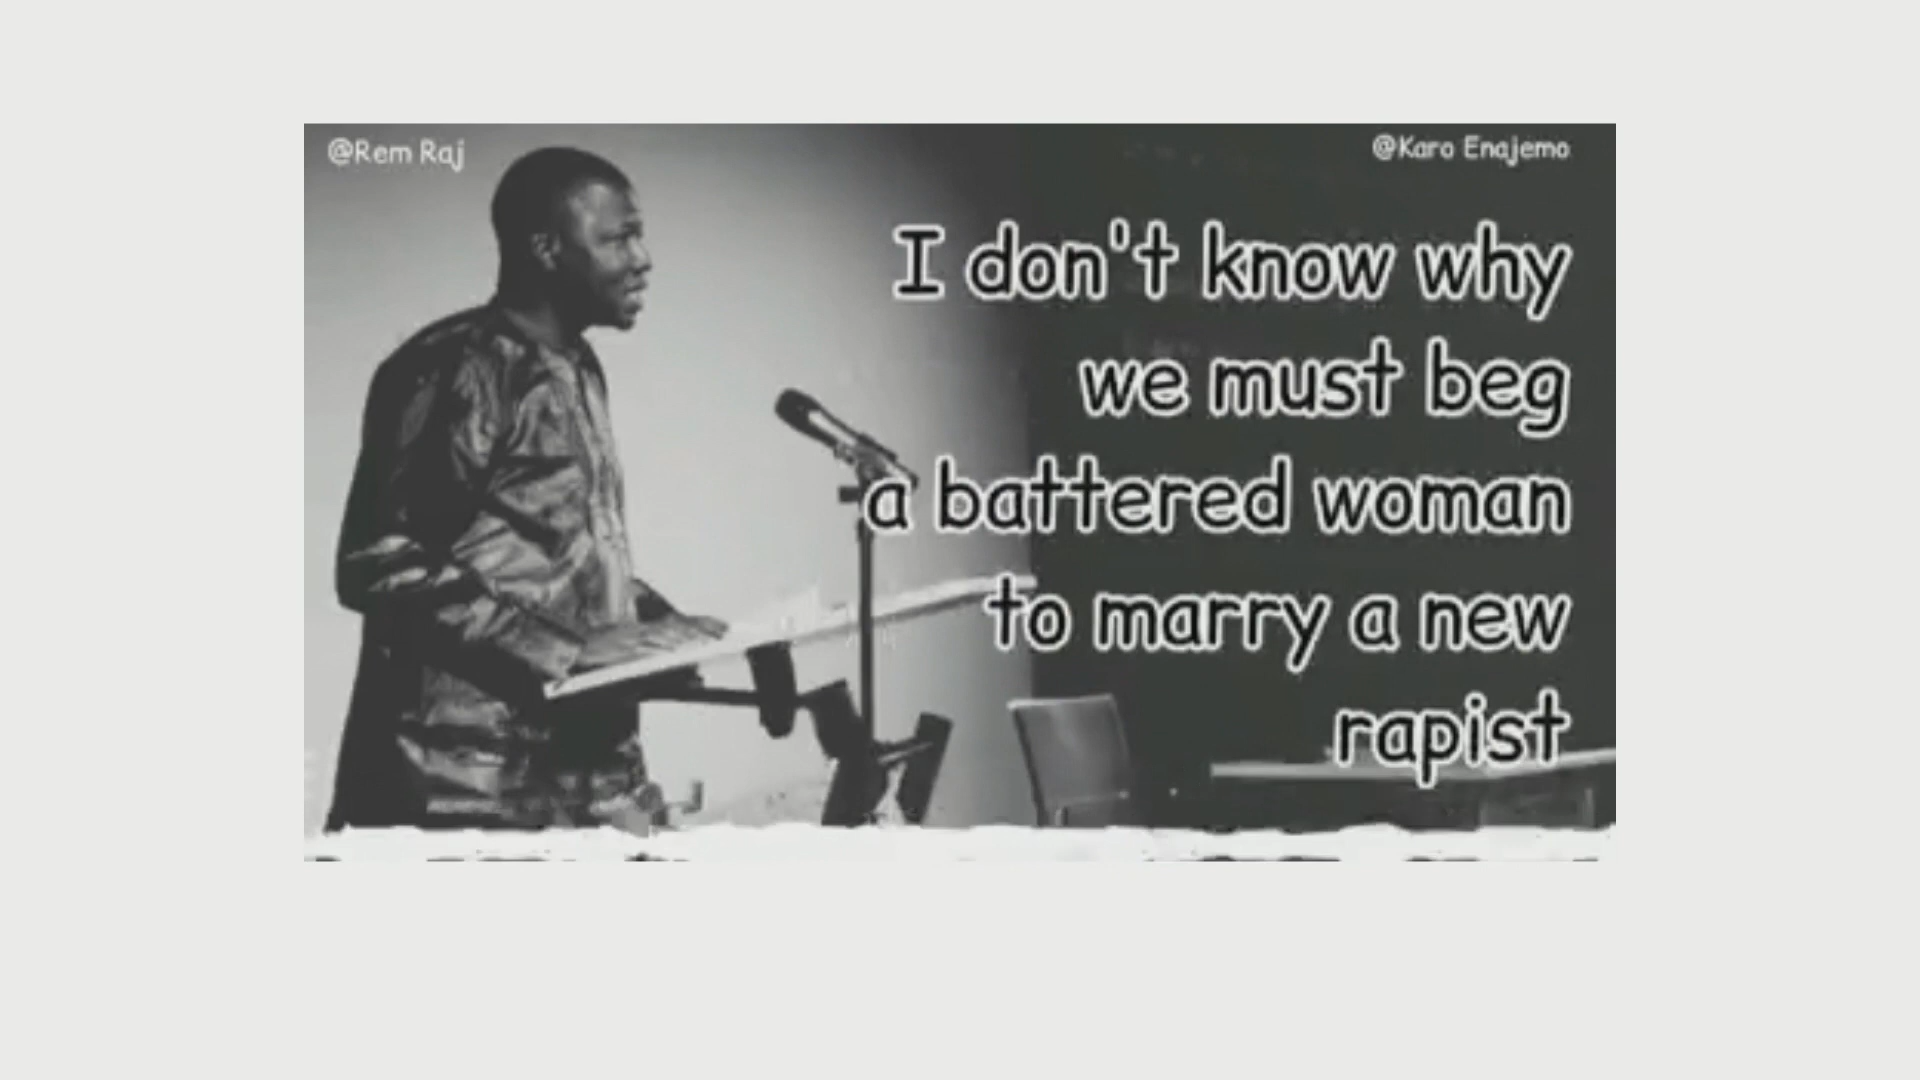 @Rem Raj
@Karo Enajemo
I don't know why
we must beg
a battered woman
to marry a new
rapist